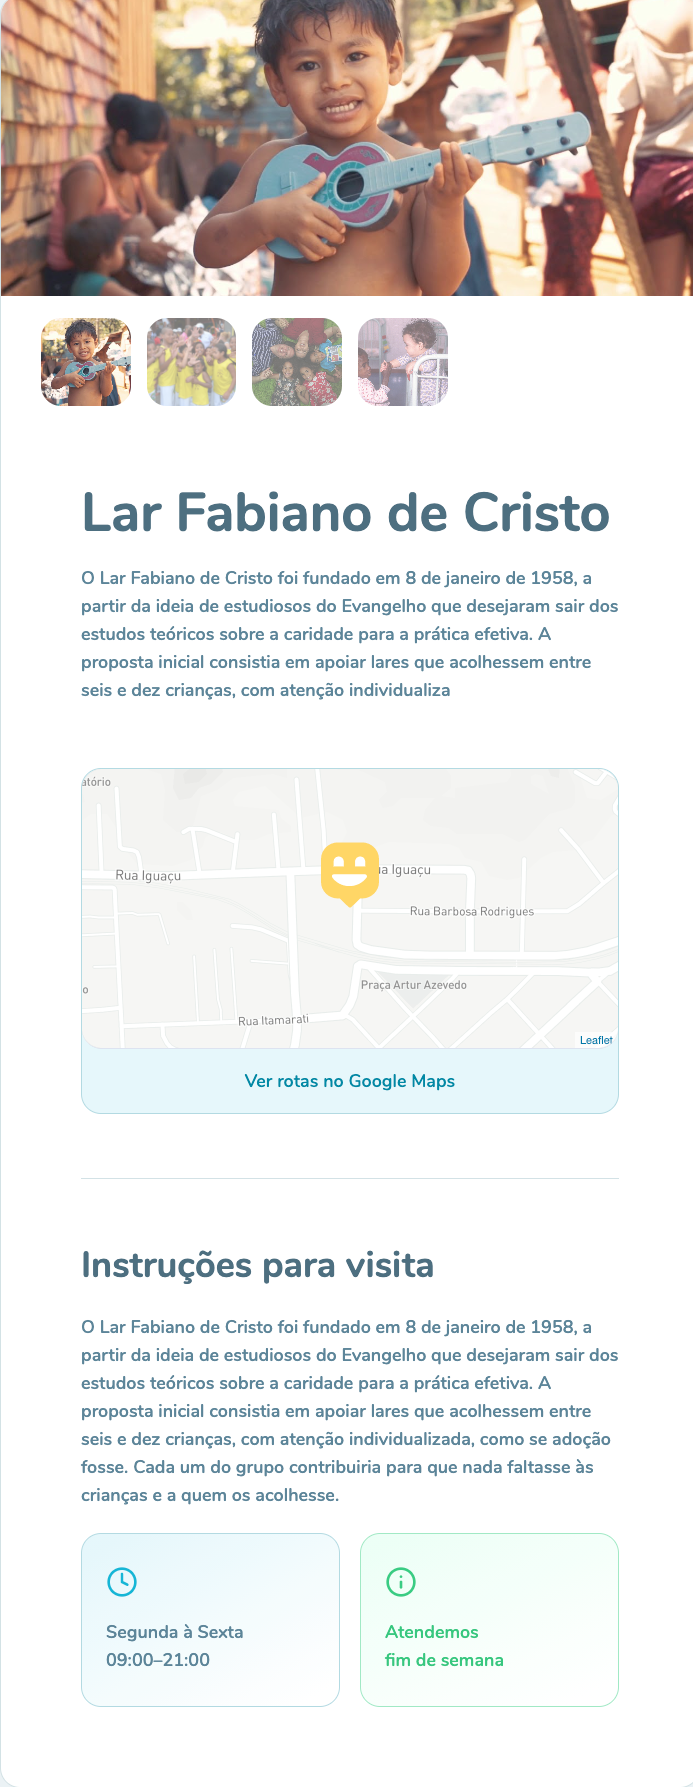 Lar Fabiano de Cristo
O Lar Fabiano de Cristo foi fundado em 8 de janeiro de 1958, a
partir da ideia de estudiosos do Evangelho que desejaram sair dos
estudos teóricos sobre a caridade para a prática efetiva. A
proposta inicial consistia em apoiar lares que acolhessem entre
seis e dez crianças, com atenção individualiza
atório
Rua Iguaçu
ua Iguaçu
Rua Barbosa Rodrigues
Praça Artur Azevedo
o
Rua Itamarati
Leaflet
Ver rotas no Google Maps
Instruções para visita
O Lar Fabiano de Cristo foi fundado em 8 de janeiro de 1958, a
partir da ideia de estudiosos do Evangelho que desejaram sair dos
estudos teóricos sobre a caridade para a prática efetiva. A
proposta inicial consistia em apoiar lares que acolhessem entre
seis e dez crianças, com atenção individualizada, como se adoção
fosse. Cada um do grupo contribuiria para que nada faltasse às
crianças e a quem os acolhesse.
Segunda à Sexta
09:00–21:00
Atendemos
fim de semana